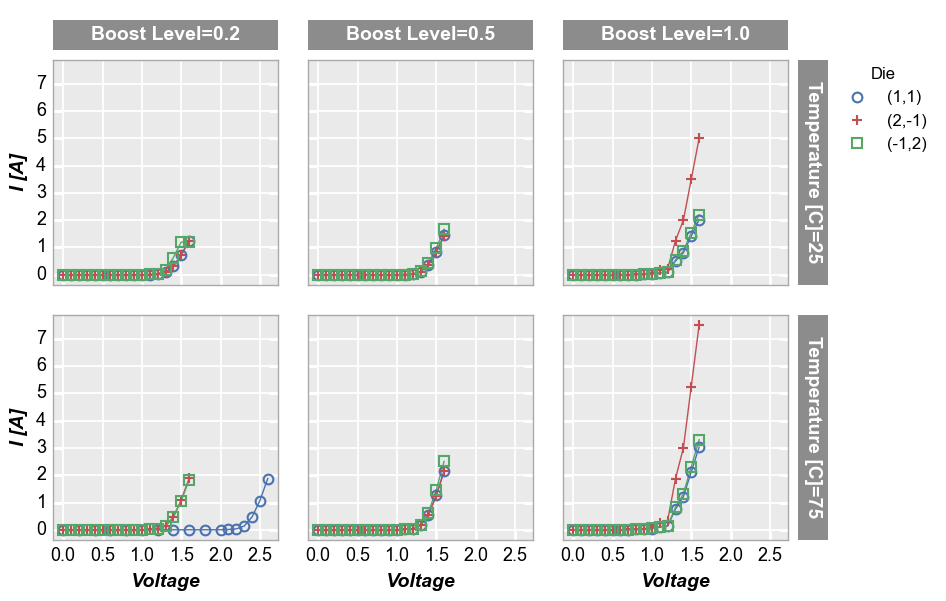 Boost Level=0.2
Boost Level=0.5
Boost Level=1.0
Die
(1,1)
(2,-1)
(-1,2)
I [A]
7
6
5
4
3
2
1
0
Temperature [C]=25
I [A]
7
6
5
4
3
2
1
0
Temperature [C]=75
0.0 0.5 1.0 1.5 2.0 2.5
0.0 0.5 1.0 1.5 2.0 2.5
0.0 0.5 1.0 1.5 2.0 2.5
Voltage
Voltage
Voltage